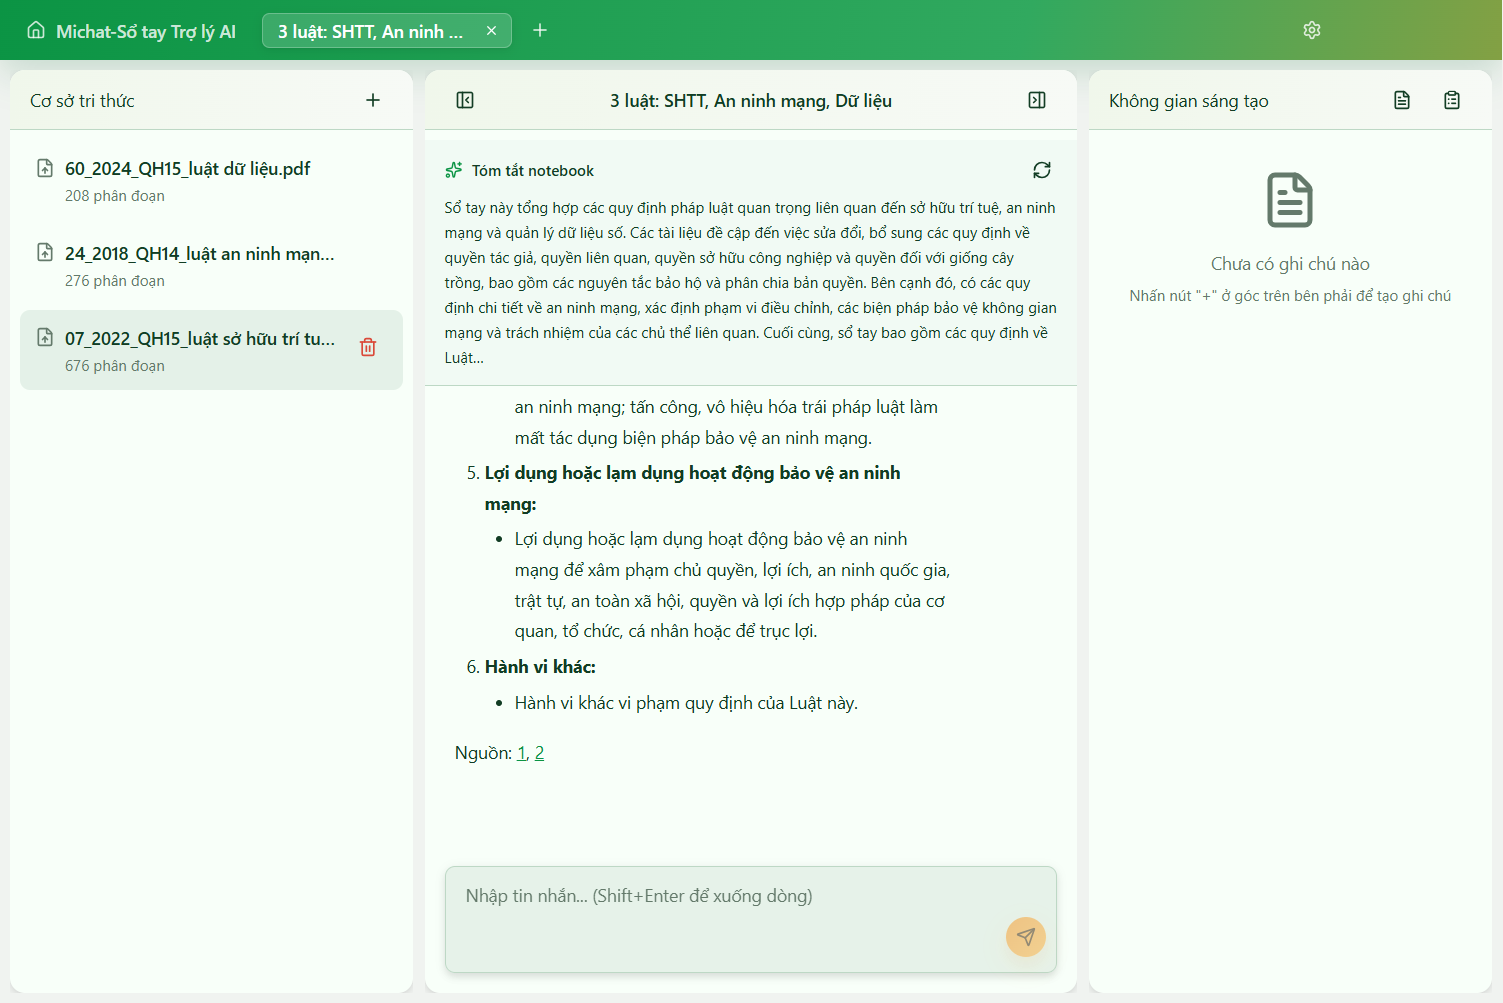 Michat-Sổ tay Trợ lý AI
3 luật: SHTT, An ninh ...
Cơ sở tri thức
60_2024_QH15_luật dữ liệu.pdf
208 phân đoạn
24_2018_QH14_luật an ninh mạn...
276 phân đoạn
07_2022_QH15_luật sở hữu trí tu...
676 phân đoạn
3 luật: SHTT, An ninh mạng, Dữ liệu
Tóm tắt notebook
Sổ tay này tổng hợp các quy định pháp luật quan trọng liên quan đến sở hữu trí tuệ, an ninh
mạng và quản lý dữ liệu số. Các tài liệu đề cập đến việc sửa đổi, bổ sung các quy định về
quyền tác giả, quyền liên quan, quyền sở hữu công nghiệp và quyền đối với giống cây
trồng, bao gồm các nguyên tắc bảo hộ và phân chia bản quyền. Bên cạnh đó, có các quy
định chi tiết về an ninh mạng, xác định phạm vi điều chỉnh, các biện pháp bảo vệ không gian
mạng và trách nhiệm của các chủ thể liên quan. Cuối cùng, sổ tay bao gồm các quy định về
Luật...
an ninh mạng; tấn công, vô hiệu hóa trái pháp luật làm
mất tác dụng biện pháp bảo vệ an ninh mạng.
5. Lợi dụng hoặc lạm dụng hoạt động bảo vệ an ninh
mạng:
• Lợi dụng hoặc lạm dụng hoạt động bảo vệ an ninh
mạng để xâm phạm chủ quyền, lợi ích, an ninh quốc gia,
trật tự, an toàn xã hội, quyền và lợi ích hợp pháp của cơ
quan, tổ chức, cá nhân hoặc để trục lợi.
6. Hành vi khác:
• Hành vi khác vi phạm quy định của Luật này.
Nguồn: 1, 2
Nhập tin nhắn... (Shift+Enter để xuống dòng)
Không gian sáng tạo
Chưa có ghi chú nào
Nhấn nút "+" ở góc trên bên phải để tạo ghi chú